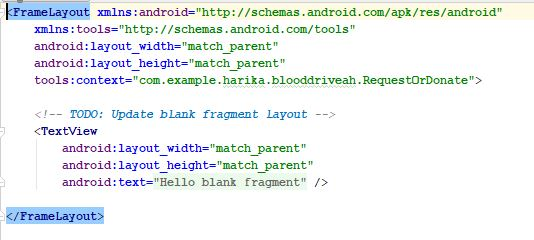 <FrameLayout xmlns:android="http://schemas.android.com/apk/res/android"
xmlns:tools="http://schemas.android.com/tools"
android:layout_width="match_parent"
android:layout_height="match_parent"
tools:context="com.example.harika.blooddriveah.RequestOrDonate">
<!-- TODO: Update blank fragment layout -->
<TextView
android:layout_width="match_parent"
android:layout_height="match_parent"
android:text="Hello blank fragment" />
</FrameLayout>